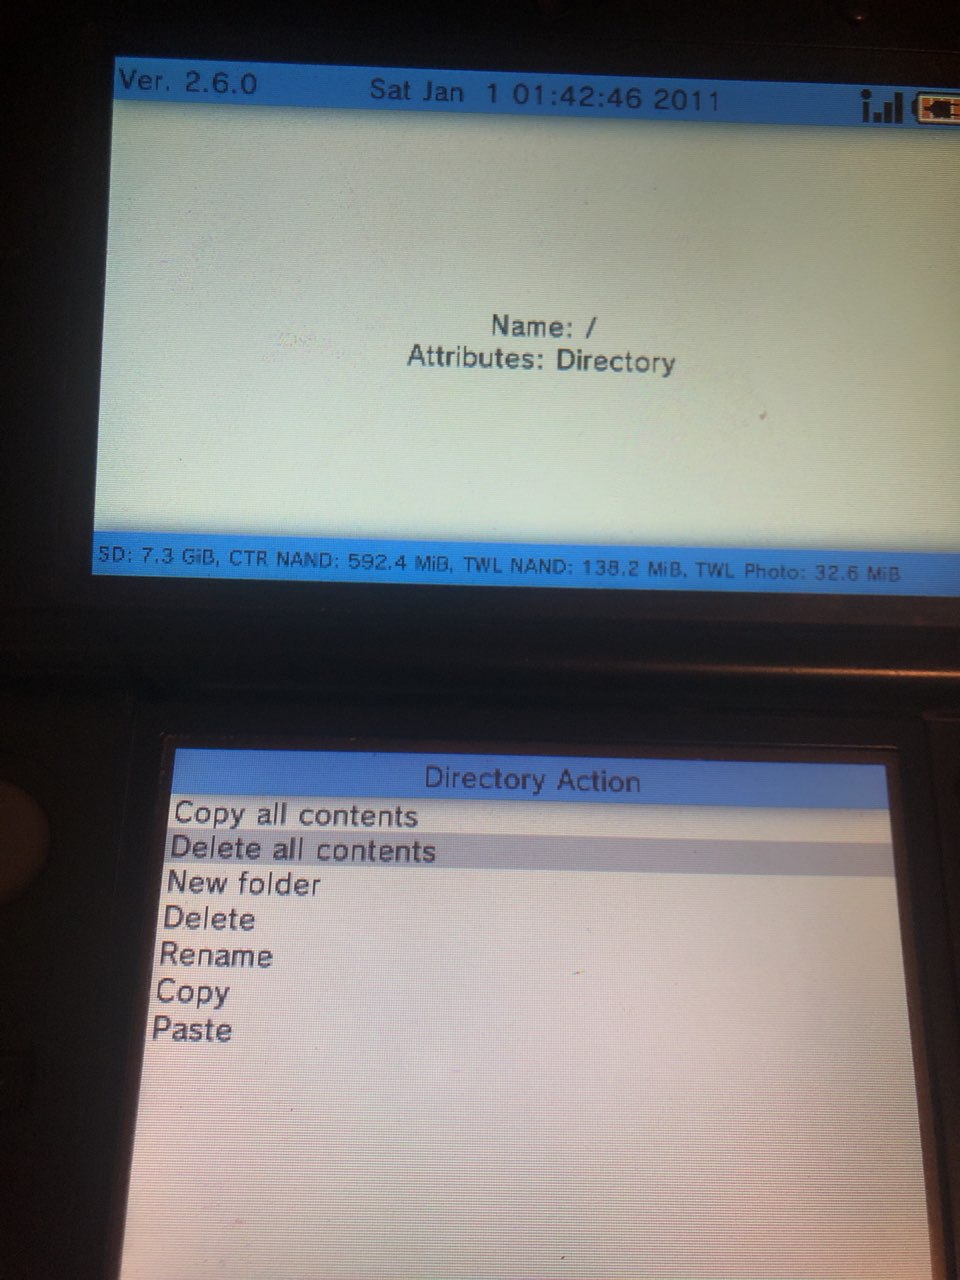 Ver. 2.6.0 Sat Jan 1 01:42:46 2011
Name: /
Attributes: Directory
SD: 7.3 GiB, CTR NAND: 592.4 MiB, TWL NAND: 138.2 MiB, TWL Photo: 32.6 MiB
Directory Action
Copy all contents
Delete all contents
New folder
Delete
Rename
Copy
Paste